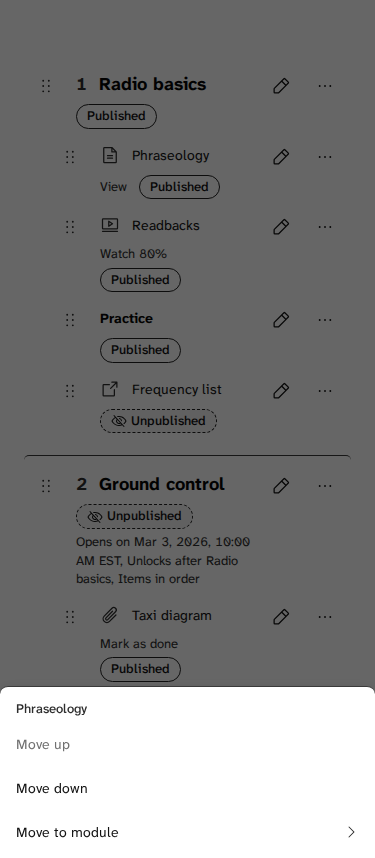 1 Radio basics
Published
Phraseology
View Published
Readbacks
Watch 80%
Published
Practice
Published
Frequency list
Unpublished
2 Ground control
Unpublished
Opens on Mar 3, 2026, 10:00
AM EST, Unlocks after Radio
basics, Items in order
Taxi diagram
Mark as done
Published
Phraseology
Move up
Move down
Move to module